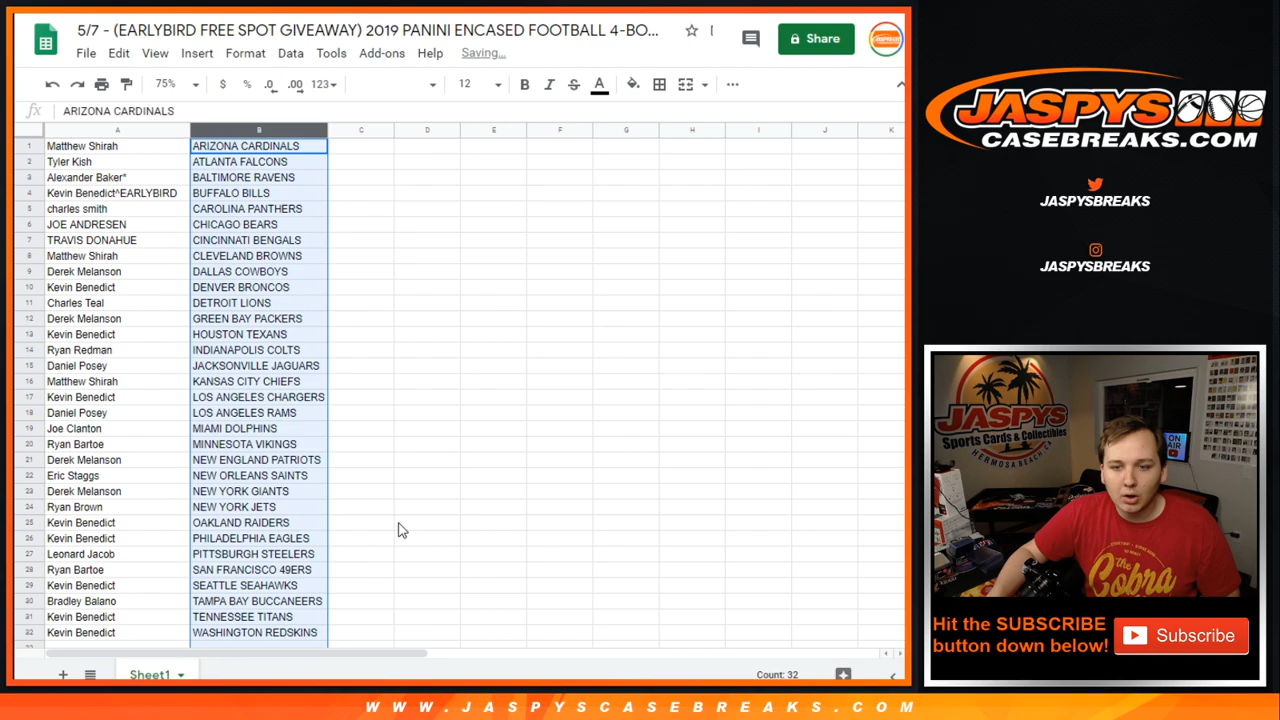 5/7 - (EARLYBIRD FREE SPOT GIVEAWAY) 2019 PANINI ENCASED FOOTBALL 4-BO...
File Edit View Insert Format Data Tools Add-ons Help Saving...
Share
75% $ % .0 .00 123 12 B I S A
fx ARIZONA CARDINALS
A B C D E F G H I J K
1 Matthew Shirah ARIZONA CARDINALS
2 Tyler Kish ATLANTA FALCONS
3 Alexander Baker* BALTIMORE RAVENS
4 Kevin Benedict^EARLYBIRD BUFFALO BILLS
5 charles smith CAROLINA PANTHERS
6 JOE ANDRESEN CHICAGO BEARS
7 TRAVIS DONAHUE CINCINNATI BENGALS
8 Matthew Shirah CLEVELAND BROWNS
9 Derek Melanson DALLAS COWBOYS
10 Kevin Benedict DENVER BRONCOS
11 Charles Teal DETROIT LIONS
12 Derek Melanson GREEN BAY PACKERS
13 Kevin Benedict HOUSTON TEXANS
14 Ryan Redman INDIANAPOLIS COLTS
15 Daniel Posey JACKSONVILLE JAGUARS
16 Matthew Shirah KANSAS CITY CHIEFS
17 Kevin Benedict LOS ANGELES CHARGERS
18 Daniel Posey LOS ANGELES RAMS
19 Joe Clanton MIAMI DOLPHINS
20 Ryan Bartoe MINNESOTA VIKINGS
21 Derek Melanson NEW ENGLAND PATRIOTS
22 Eric Staggs NEW ORLEANS SAINTS
23 Derek Melanson NEW YORK GIANTS
24 Ryan Brown NEW YORK JETS
25 Kevin Benedict OAKLAND RAIDERS
26 Kevin Benedict PHILADELPHIA EAGLES
27 Leonard Jacob PITTSBURGH STEELERS
28 Ryan Bartoe SAN FRANCISCO 49ERS
29 Kevin Benedict SEATTLE SEAHAWKS
30 Bradley Balano TAMPA BAY BUCCANEERS
31 Kevin Benedict TENNESSEE TITANS
32 Kevin Benedict WASHINGTON REDSKINS
Sheet1
Count: 32
JASPYS
CASEBREAKS.COM
JASPYSBREAKS
JASPYSBREAKS
JASPYS
Sports Cards & Collectibles
HERMOSA BEACH, CA
ON AIR
the Cobra
Hit the SUBSCRIBE
button down below!
Subscribe
WWW.JASPYSCASEBREAKS.COM